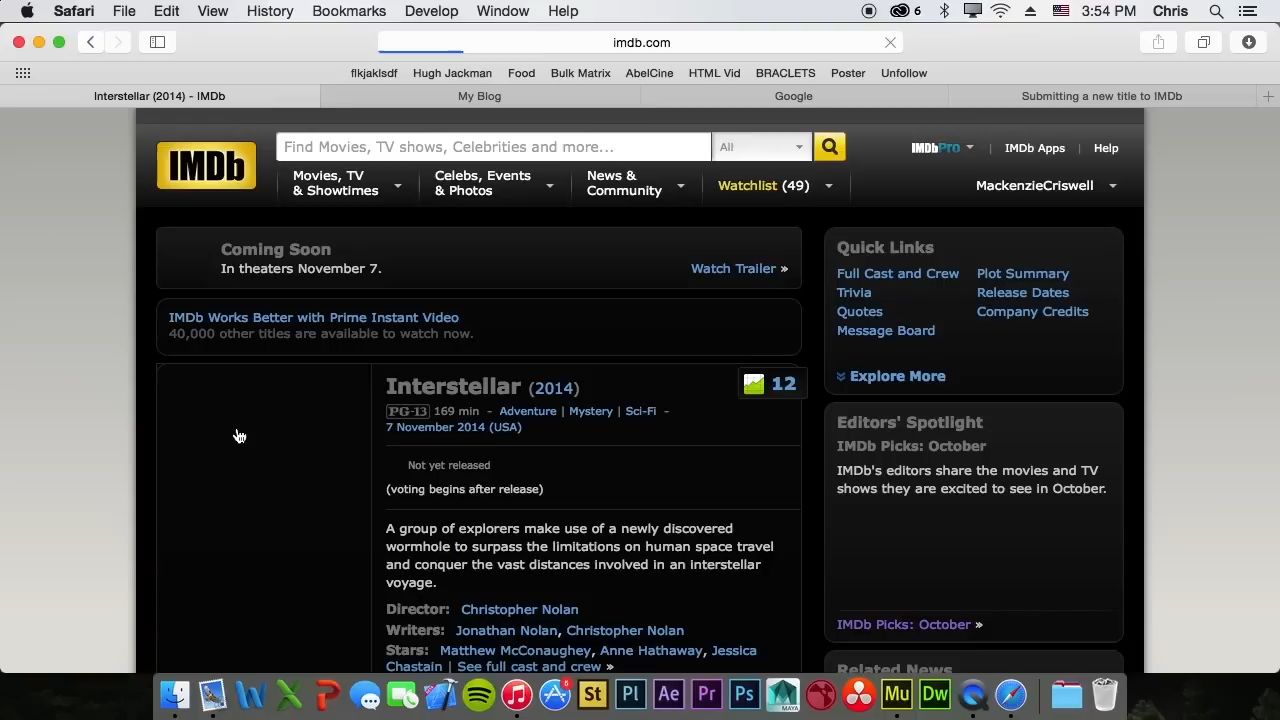 Safari File Edit View History Bookmarks Develop Window Help 6 3:54 PM Chris
imdb.com
flkjaklsdf Hugh Jackman Food Bulk Matrix AbelCine HTML Vid BRACLETS Poster Unfollow
Interstellar (2014) - IMDb My Blog Google Submitting a new title to IMDb
IMDb
Find Movies, TV shows, Celebrities and more... All
IMDbPro | IMDb Apps | Help
Movies, TV
& Showtimes
Celeb, Events
& Photos
News &
Community
Watchlist (49)
MackenzieCriswell
Coming Soon
In theaters November 7.
Watch Trailer »
IMDb Works Better with Prime Instant Video
40,000 other titles are available to watch now.
Interstellar (2014)
12
PG-13 169 min - Adventure | Mystery | Sci-Fi -
7 November 2014 (USA)
Not yet released
(voting begins after release)
A group of explorers make use of a newly discovered
wormhole to surpass the limitations on human space travel
and conquer the vast distances involved in an interstellar
voyage.
Director: Christopher Nolan
Writers: Jonathan Nolan, Christopher Nolan
Stars: Matthew McConaughey, Anne Hathaway, Jessica
Chastain | See full cast and crew »
Quick Links
Full Cast and Crew Plot Summary
Trivia Release Dates
Quotes Company Credits
Message Board
Explore More
Editors' Spotlight
IMDb Picks: October
IMDb's editors share the movies and TV
shows they are excited to see in October.
IMDb Picks: October »
Related News
6 St Pl Ae Pr Ps MAYA Mu Dw